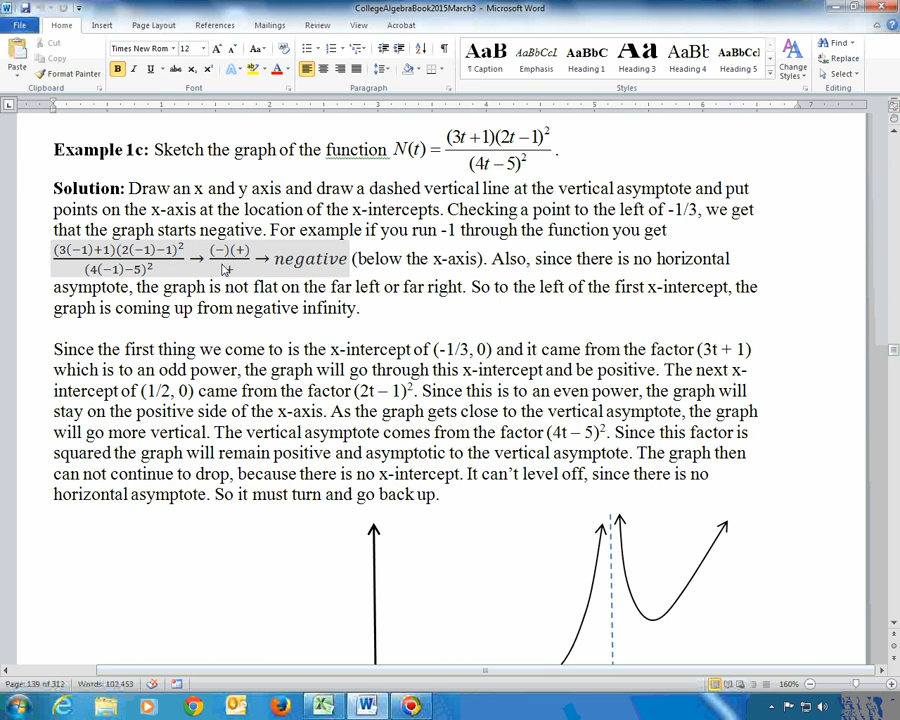 CollegeAlgebraBook2015March3 - Microsoft Word
File Home Insert Page Layout References Mailings Review View Acrobat
Paste Cut Copy Format Painter Clipboard
Times New Rom 12 Font
Paragraph
AaB ¶ Caption AaBbCcL Emphasis AaBbC Heading 1 Aa Heading 3 AaBb Heading 4 AaBbCc Heading 5 Styles
Change Styles
Find Replace Select Editing
1 2 3 4 5 6 7
Example 1c: Sketch the graph of the function N(t) = (3t +1)(2t −1)² / (4t −5)² .
Solution: Draw an x and y axis and draw a dashed vertical line at the vertical asymptote and put
points on the x-axis at the location of the x-intercepts. Checking a point to the left of -1/3, we get
that the graph starts negative. For example if you run -1 through the function you get
(3(−1)+1)(2(−1)−1)² / (4(−1)−5)² → (−)(+) / + → negative (below the x-axis). Also, since there is no horizontal
asymptote, the graph is not flat on the far left or far right. So to the left of the first x-intercept, the
graph is coming up from negative infinity.
Since the first thing we come to is the x-intercept of (-1/3, 0) and it came from the factor (3t + 1)
which is to an odd power, the graph will go through this x-intercept and be positive. The next x-
intercept of (1/2, 0) came from the factor (2t – 1)². Since this is to an even power, the graph will
stay on the positive side of the x-axis. As the graph gets close to the vertical asymptote, the graph
will go more vertical. The vertical asymptote comes from the factor (4t – 5)². Since this factor is
squared the graph will remain positive and asymptotic to the vertical asymptote. The graph then
can not continue to drop, because there is no x-intercept. It can't level off, since there is no
horizontal asymptote. So it must turn and go back up.
Page: 139 of 312 Words: 103,453 160%